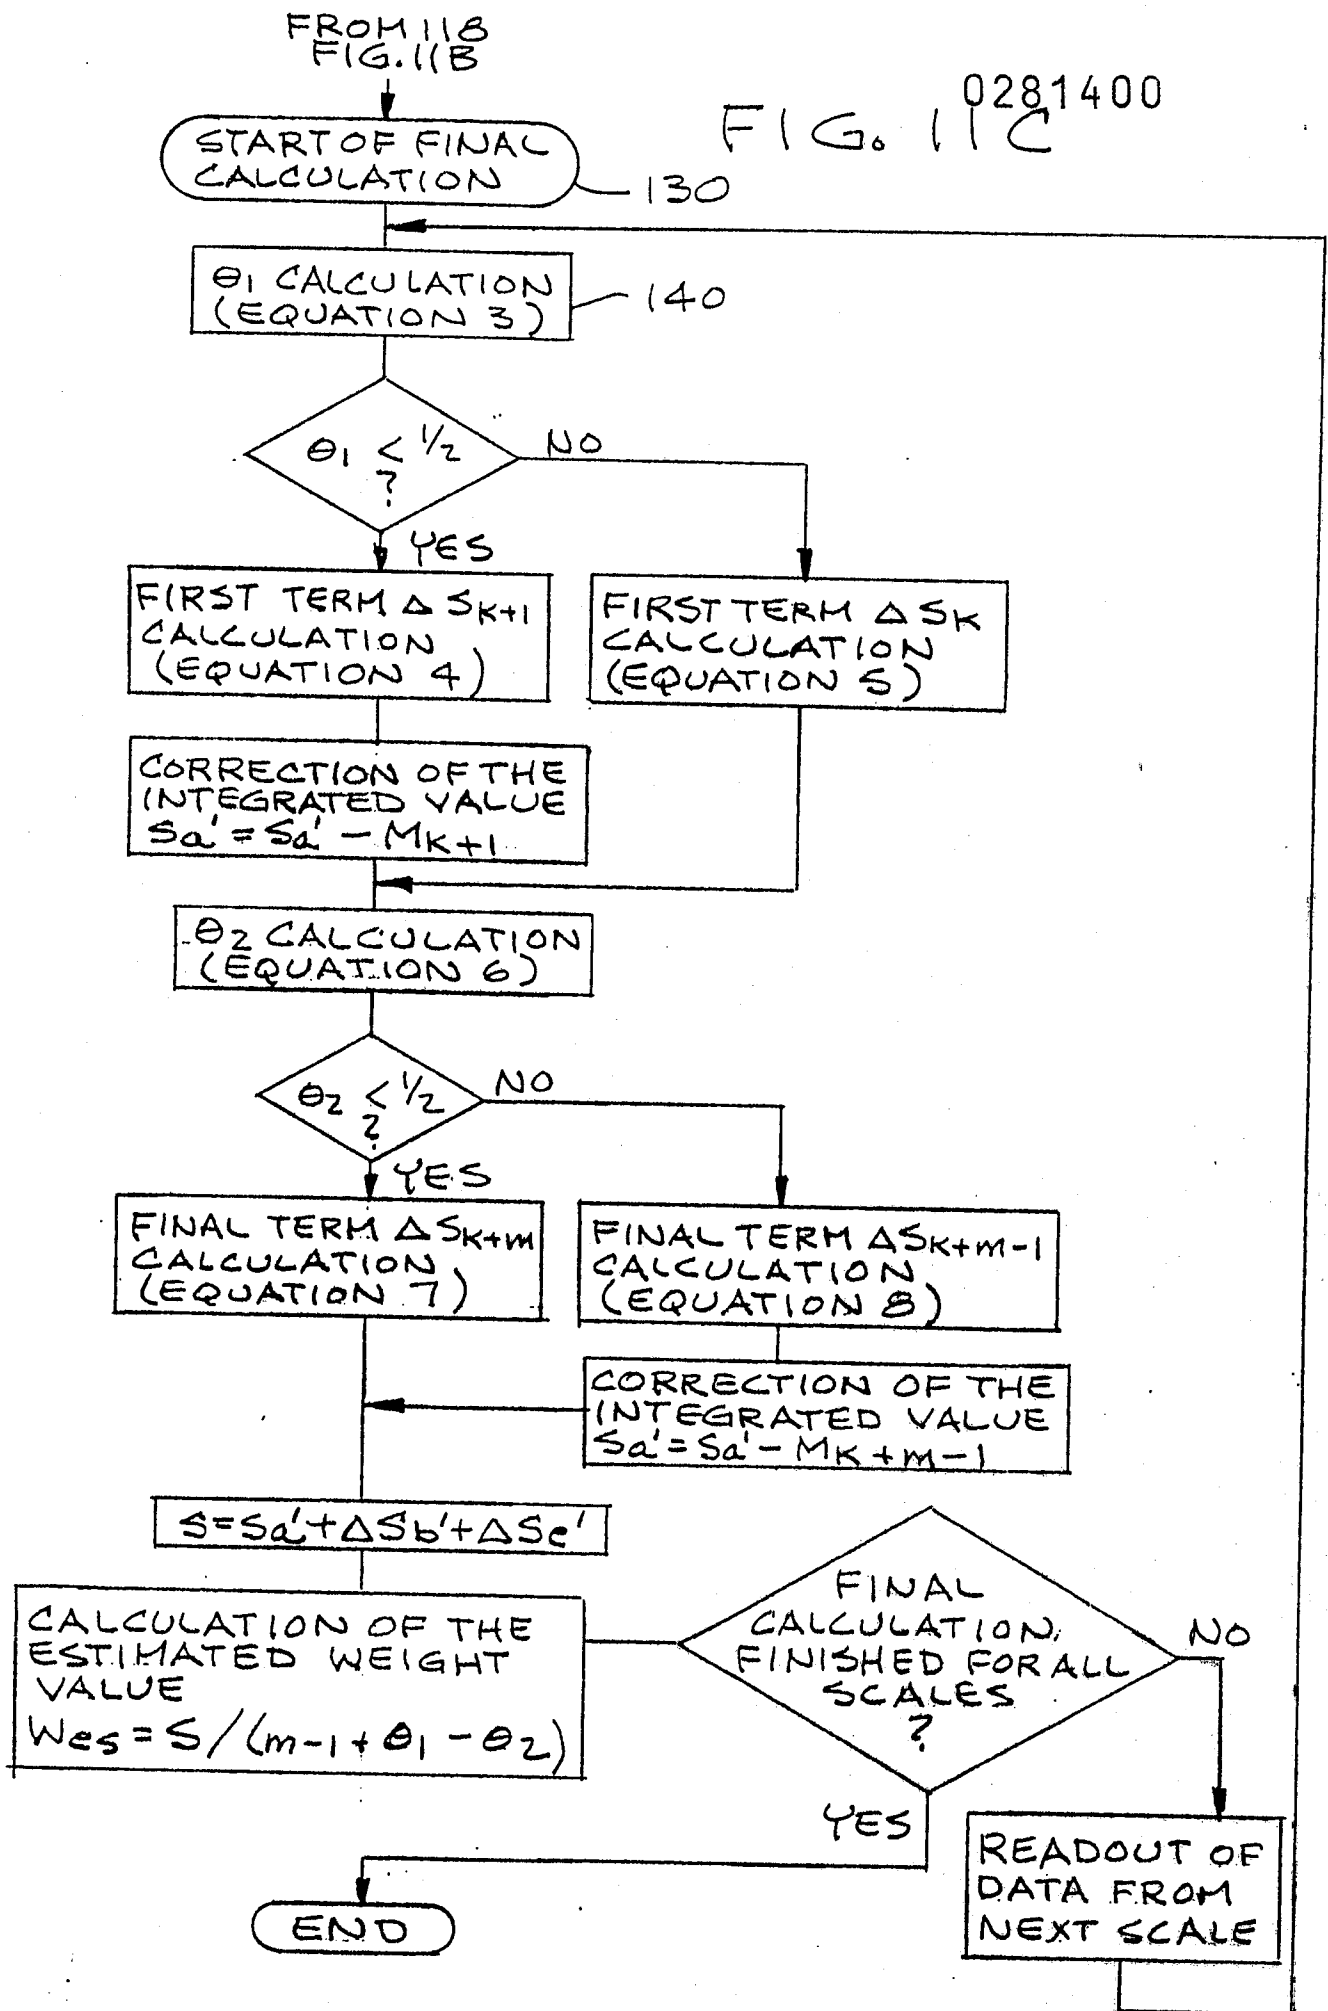 FROM 118
FIG. 11B
0281400
FIG. 11C
START OF FINAL
CALCULATION
130
Θ1 CALCULATION
(EQUATION 3)
140
Θ1 < 1/2
?
NO
YES
FIRST TERM Δ SK+1
CALCULATION
(EQUATION 4)
FIRST TERM Δ SK
CALCULATION
(EQUATION 5)
CORRECTION OF THE
INTEGRATED VALUE
Sa' = Sa' - MK+1
Θ2 CALCULATION
(EQUATION 6)
Θ2 < 1/2
?
NO
YES
FINAL TERM Δ SK+m
CALCULATION
(EQUATION 7)
FINAL TERM ΔSK+m-1
CALCULATION
(EQUATION 8)
CORRECTION OF THE
INTEGRATED VALUE
Sa' = Sa' - MK+m-1
S=Sa'+ΔSb'+ΔSe'
CALCULATION OF THE
ESTIMATED WEIGHT
VALUE
Wes = S/(m-1+Θ1-Θ2)
FINAL
CALCULATION
FINISHED FOR ALL
SCALES
?
NO
YES
READOUT OF
DATA FROM
NEXT SCALE
END